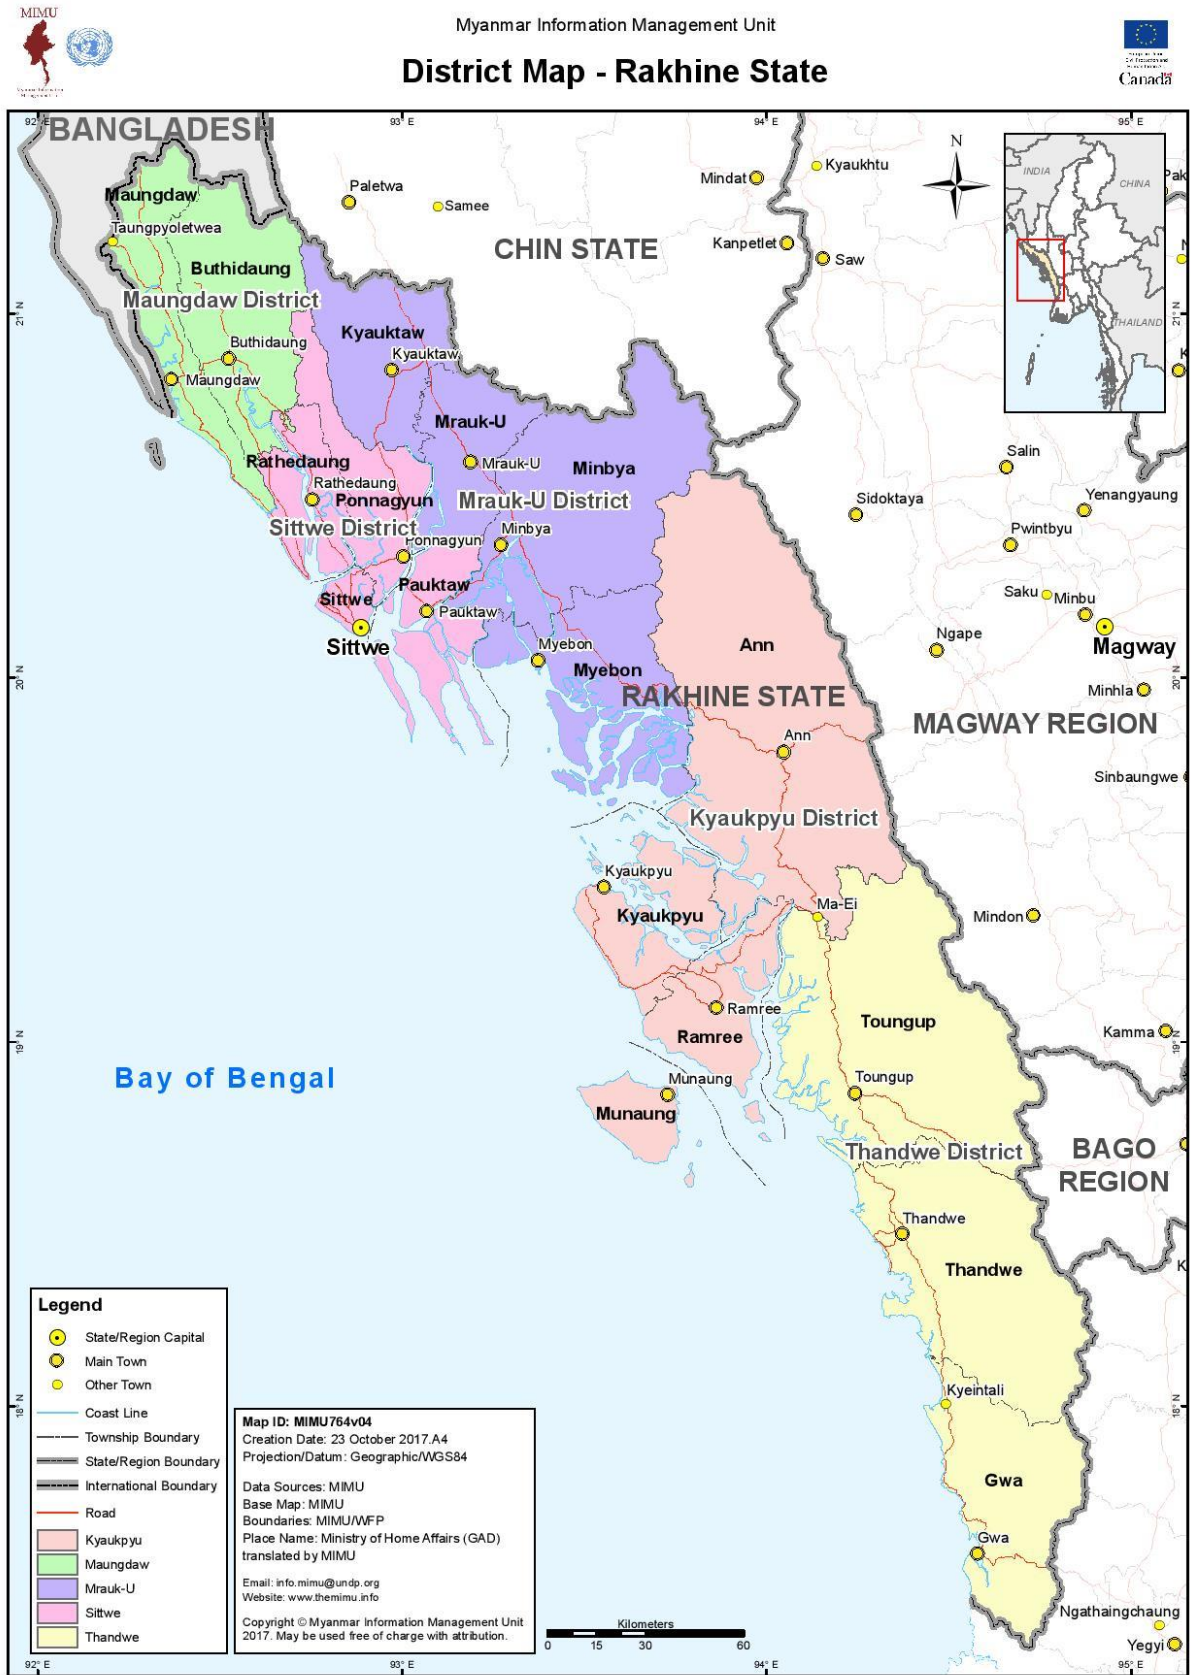 MIMU
Myanmar Information Management Unit
District Map - Rakhine State
Canada
92° E
93° E
94° E
95° E
BANGLADESH
N
INDIA
CHINA
THAILAND
Kyaukhtu
Mindat
Paletwa
Samee
Maungdaw
Taungpyoletwea
CHIN STATE
Kanpetlet
Saw
Buthidaung
Maungdaw District
21° N
21° N
Kyauktaw
Buthidaung
Kyauktaw
Maungdaw
Mrauk-U
Salin
Rathedaung
Mrauk-U
Minbya
Rathedaung
Ponnagyun
Mrauk-U District
Sidoktaya
Yenangyaung
Sittwe District
Minbya
Pwintbyu
Ponnagyun
Pauktaw
Sittwe
Saku
Minbu
Pauktaw
Sittwe
Myebon
Ann
Ngape
Magway
Myebon
20° N
20° N
RAKHINE STATE
Minhla
MAGWAY REGION
Ann
Sinbaungwe
Kyaukpyu District
Kyaukpyu
Kyaukpyu
Ma-Ei
Mindon
Ramree
Toungup
Ramree
Kamma
19° N
19° N
Bay of Bengal
Munaung
Toungup
Munaung
Thandwe District
BAGO
REGION
Thandwe
Thandwe
Kyeintali
18° N
18° N
Gwa
Gwa
Ngathaingchaung
Yegyi
Legend
State/Region Capital
Main Town
Other Town
Coast Line
Township Boundary
State/Region Boundary
International Boundary
Road
Kyaukpyu
Maungdaw
Mrauk-U
Sittwe
Thandwe
Map ID: MIMU764v04
Creation Date: 23 October 2017.A4
Projection/Datum: Geographic/WGS84
Data Sources: MIMU
Base Map: MIMU
Boundaries: MIMU/WFP
Place Name: Ministry of Home Affairs (GAD)
translated by MIMU
Email: info.mimu@undp.org
Website: www.themimu.info
Copyright © Myanmar Information Management Unit
2017. May be used free of charge with attribution.
Kilometers
0 15 30 60
92° E
93° E
94° E
95° E